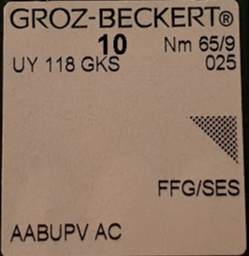 GROZ-BECKERT®
10 Nm 65/9
UY 118 GKS 025
FFG/SES
AABUPV AC